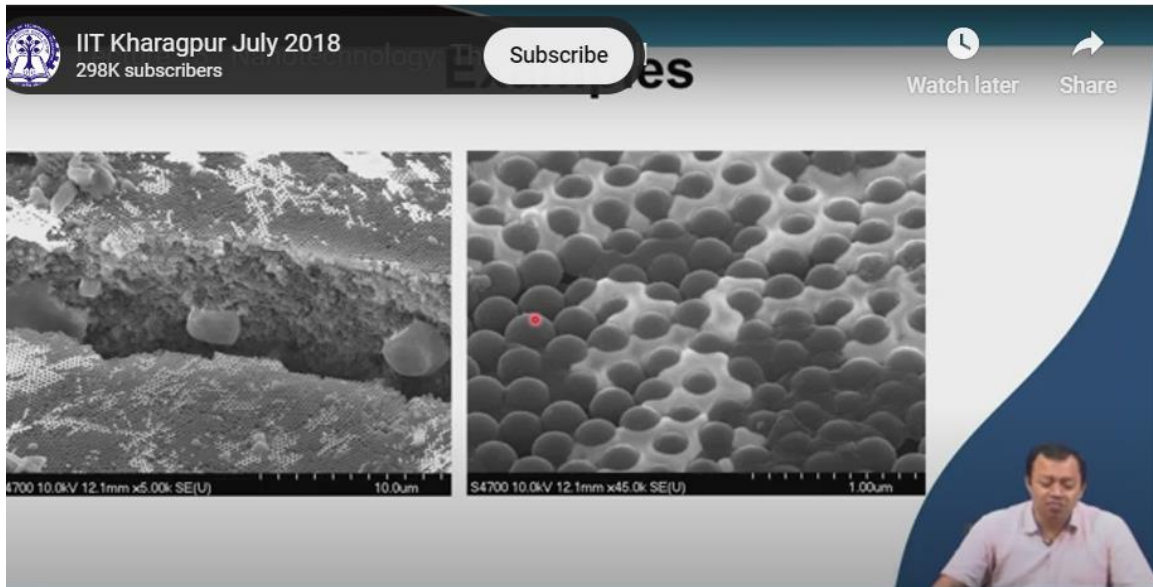 IIT Kharagpur July 2018
298K subscribers
Nanotechnology
Subscribe
Watch later
Share
4700 10.0kV 12.1mm x5.00k SE(U)
10.0um
S4700 10.0kV 12.1mm x45.0k SE(U)
1.00um